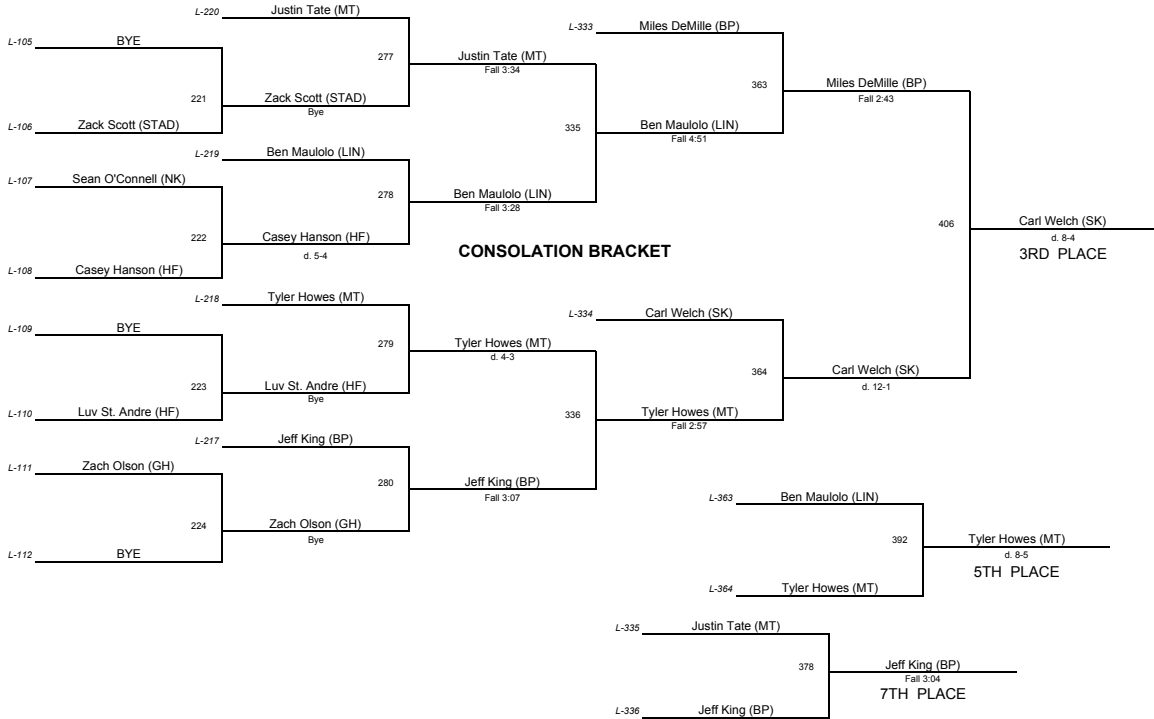 L-220 Justin Tate (MT)
L-105 BYE
277
Justin Tate (MT)
Fall 3:34
221
Zack Scott (STAD)
Bye
L-106 Zack Scott (STAD)
335
Ben Maulolo (LIN)
Fall 4:51
L-219 Ben Maulolo (LIN)
L-107 Sean O'Connell (NK)
278
Ben Maulolo (LIN)
Fall 3:28
222
Casey Hanson (HF)
d. 5-4
L-108 Casey Hanson (HF)
L-333 Miles DeMille (BP)
363
Miles DeMille (BP)
Fall 2:43
CONSOLATION BRACKET
406
Carl Welch (SK)
d. 8-4
3RD PLACE
L-218 Tyler Howes (MT)
L-109 BYE
279
Tyler Howes (MT)
d. 4-3
223
Luv St. Andre (HF)
Bye
L-110 Luv St. Andre (HF)
336
Tyler Howes (MT)
Fall 2:57
L-334 Carl Welch (SK)
364
Carl Welch (SK)
d. 12-1
L-217 Jeff King (BP)
L-111 Zach Olson (GH)
280
Jeff King (BP)
Fall 3:07
224
Zach Olson (GH)
Bye
L-112 BYE
L-363 Ben Maulolo (LIN)
392
Tyler Howes (MT)
d. 8-5
5TH PLACE
L-364 Tyler Howes (MT)
L-335 Justin Tate (MT)
378
Jeff King (BP)
Fall 3:04
7TH PLACE
L-336 Jeff King (BP)